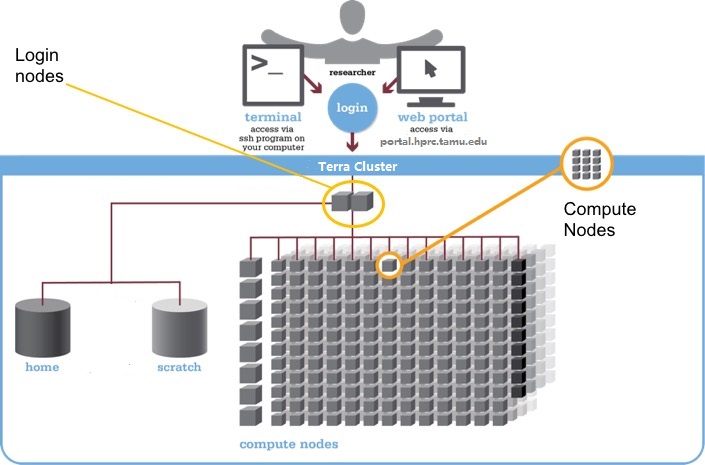 Login
nodes
>_
researcher
login
terminal
access via
ssh program on
your computer
web portal
access via
portal.hprc.tamu.edu
Terra Cluster
Compute
Nodes
home
scratch
compute nodes